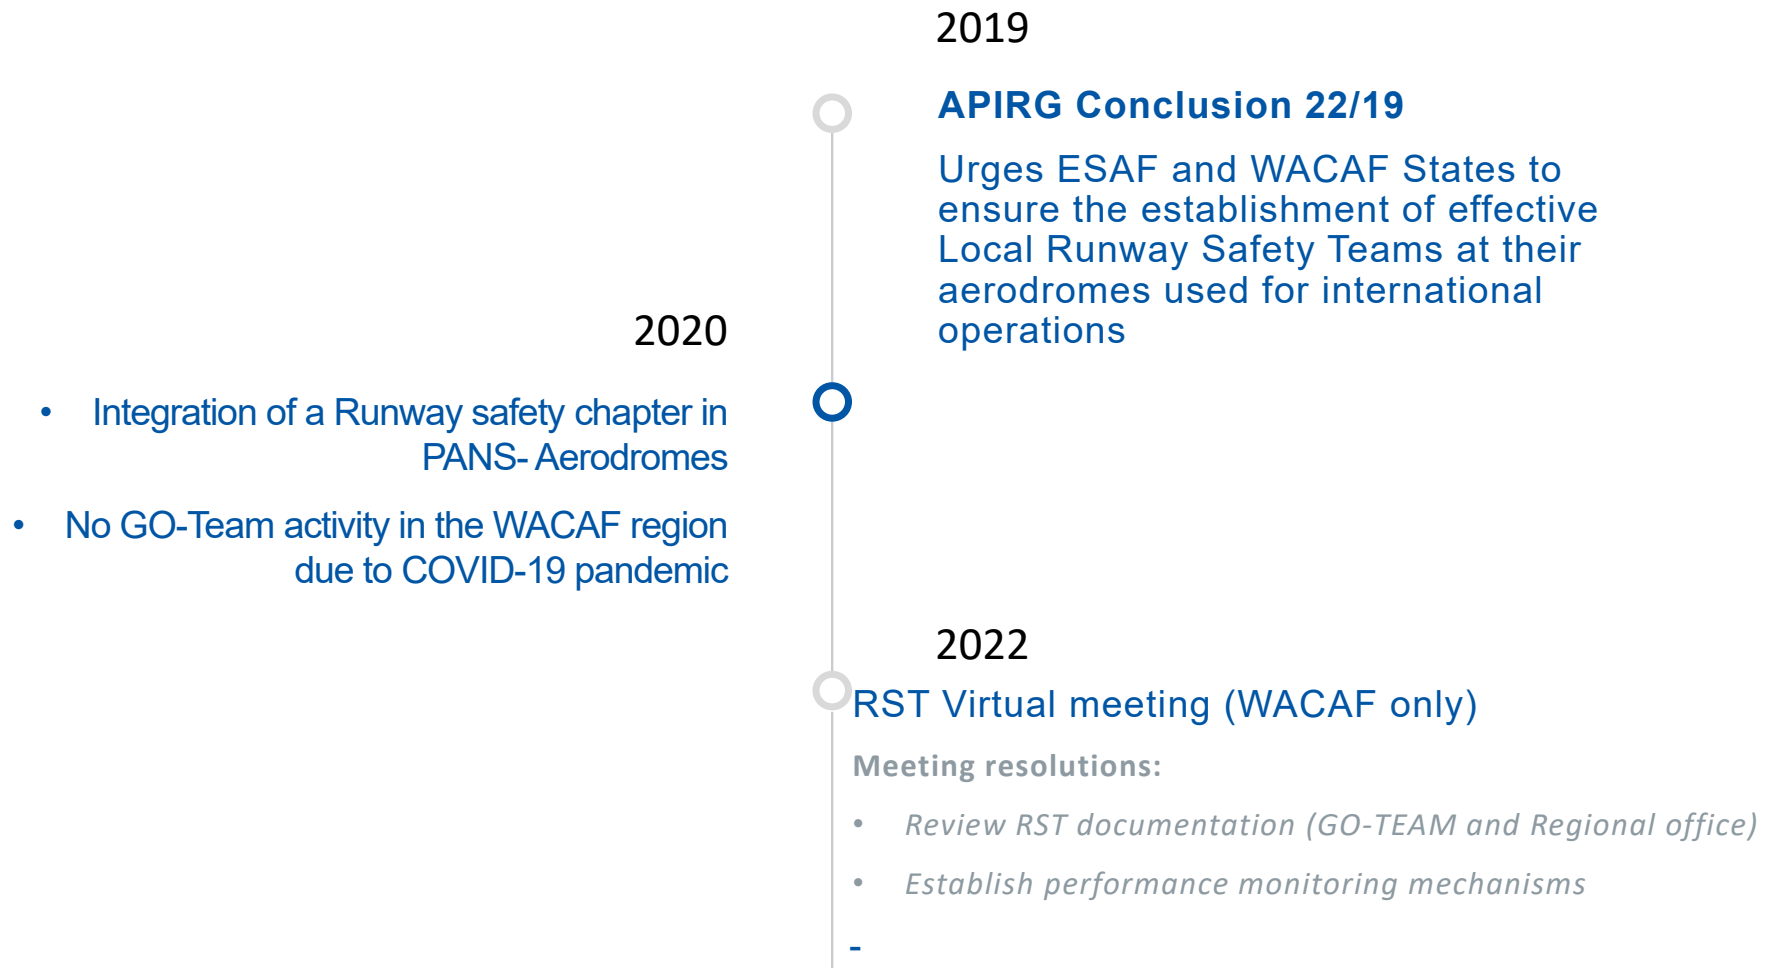 2019
APIRG Conclusion 22/19
Urges ESAF and WACAF States to
ensure the establishment of effective
Local Runway Safety Teams at their
aerodromes used for international
operations
2020
• Integration of a Runway safety chapter in
PANS- Aerodromes
• No GO-Team activity in the WACAF region
due to COVID-19 pandemic
2022
RST Virtual meeting (WACAF only)
Meeting resolutions:
• Review RST documentation (GO-TEAM and Regional office)
• Establish performance monitoring mechanisms
-